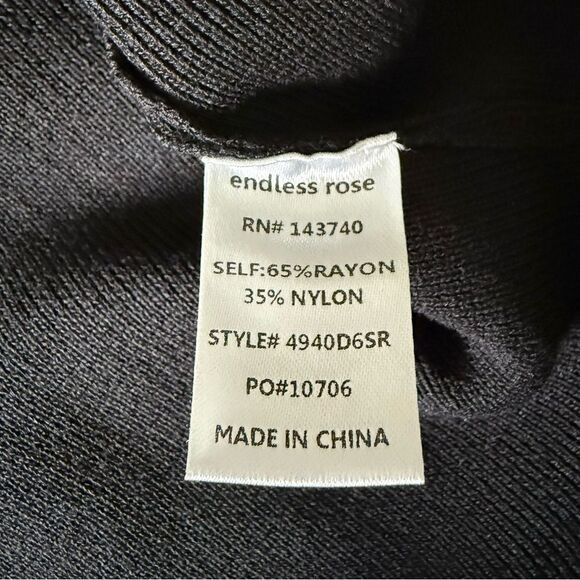 endless rose
RN# 143740
SELF:65%RAYON
35% NYLON
STYLE# 4940D6SR
PO#10706
MADE IN CHINA